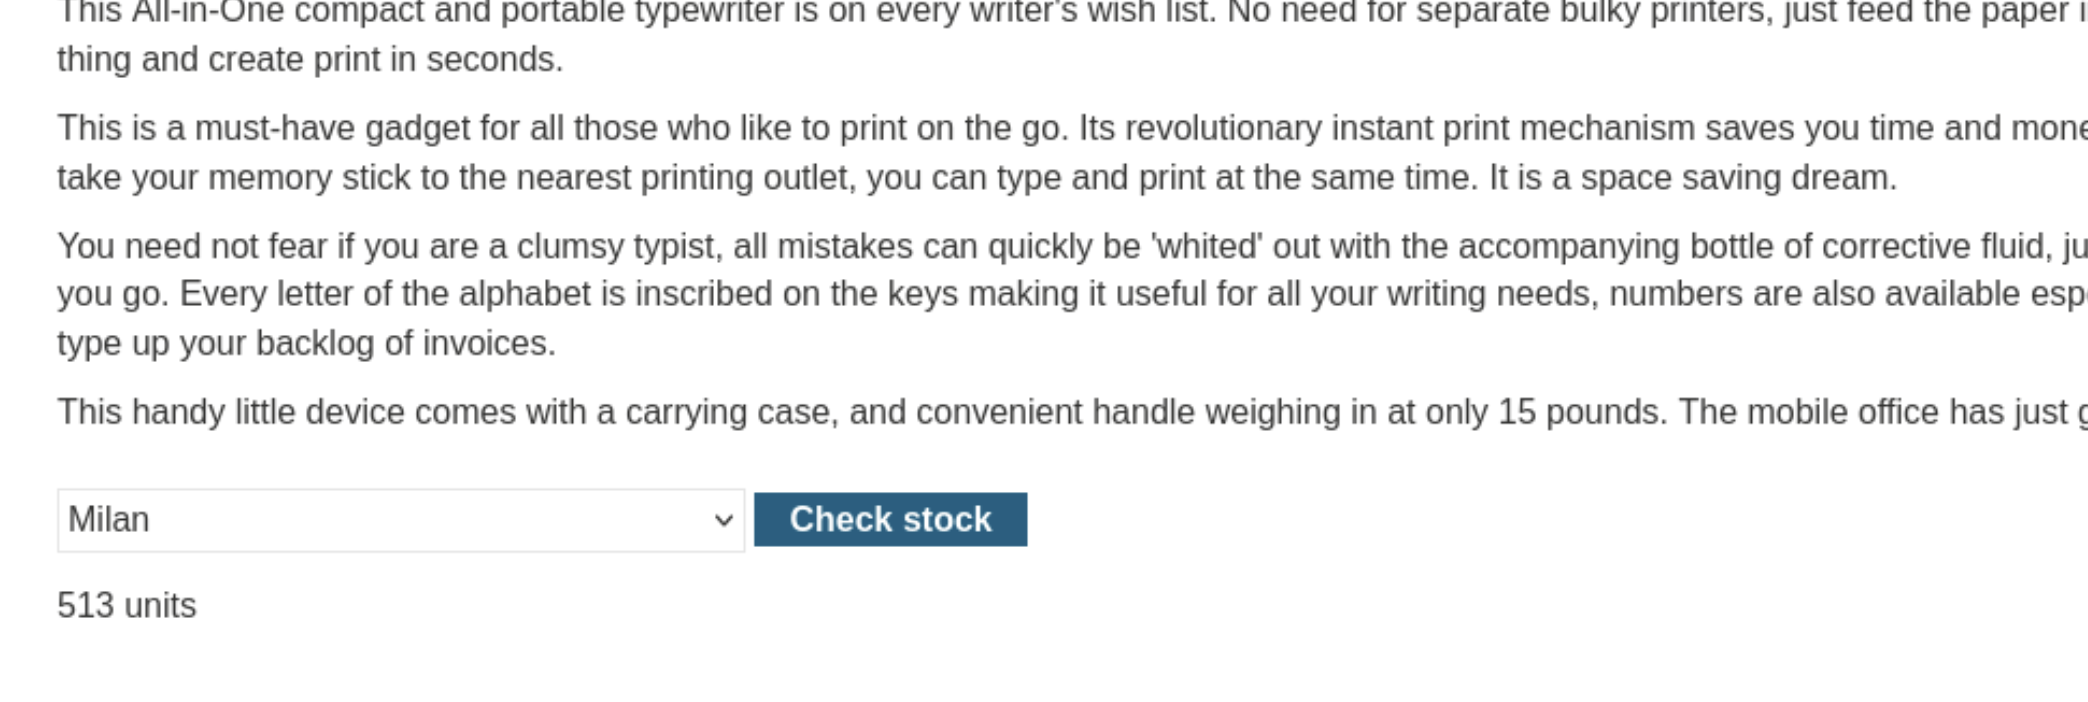 This All-in-One compact and portable typewriter is on every writer's wish list. No need for separate bulky printers, just feed the paper
thing and create print in seconds.
This is a must-have gadget for all those who like to print on the go. Its revolutionary instant print mechanism saves you time and mone
take your memory stick to the nearest printing outlet, you can type and print at the same time. It is a space saving dream.
You need not fear if you are a clumsy typist, all mistakes can quickly be 'whited' out with the accompanying bottle of corrective fluid, ju
you go. Every letter of the alphabet is inscribed on the keys making it useful for all your writing needs, numbers are also available esp
type up your backlog of invoices.
This handy little device comes with a carrying case, and convenient handle weighing in at only 15 pounds. The mobile office has just g
Milan
Check stock
513 units